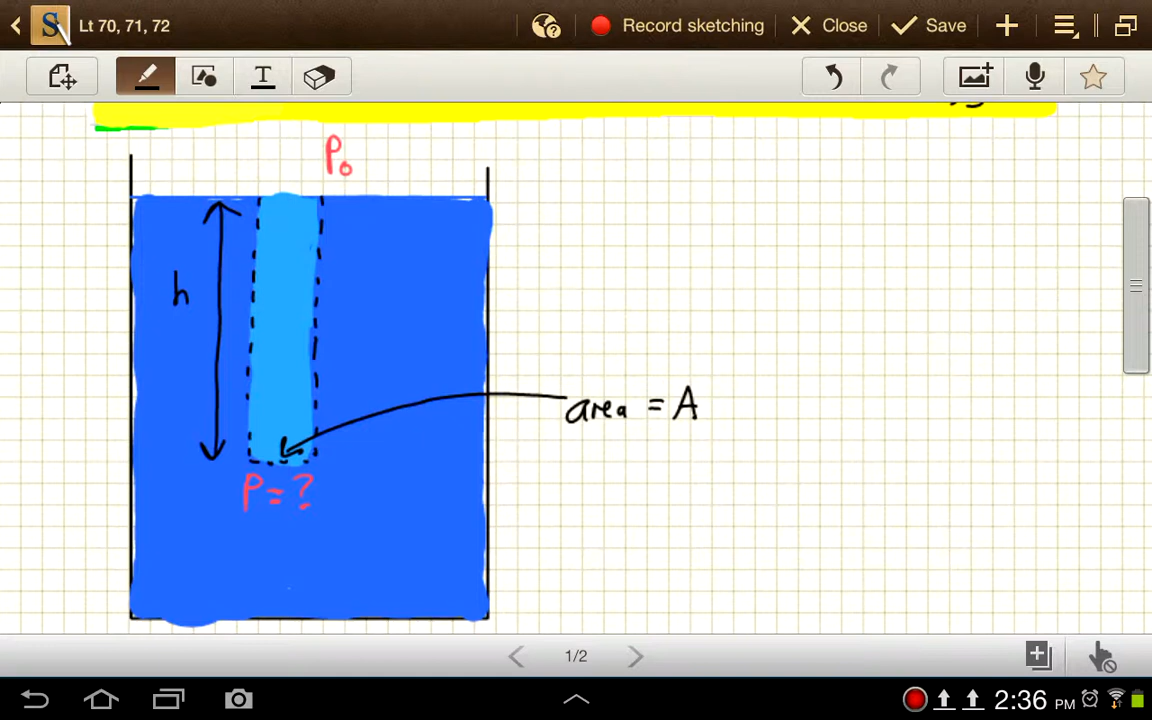 Lt 70, 71, 72
Record sketching
Close
Save
T
P₀
h
area = A
P = ?
1/2
2:36 PM